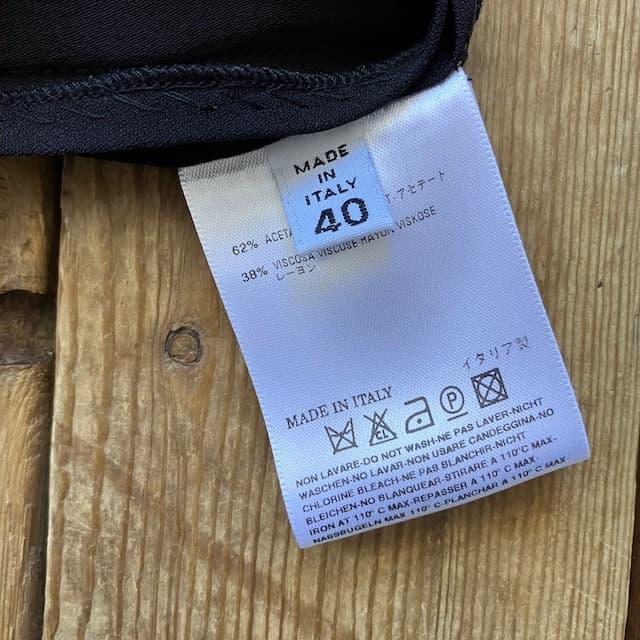 MADE
IN
ITALY
40
62% ACETA アセテート
38% VISCOSA VISCUSE RAYON VISKOSE
レーヨン
イタリア製
MADE IN ITALY
CL
P
NON LAVARE-DO NOT WASH-NE PAS LAVER-NICHT
WASCHEN-NO LAVAR-NON USARE CANDEGGINA-NO
CHLORINE BLEACH-NE PAS BLANCHIR-NICHT
BLEICHEN-NO BLANQUEAR-STIRARE A 110°C MAX-
IRON AT 110° C MAX-REPASSER A 110° C MAX-
NASSBÜGELN MAX 110° C-PLANCHAR A 110° C MAX.